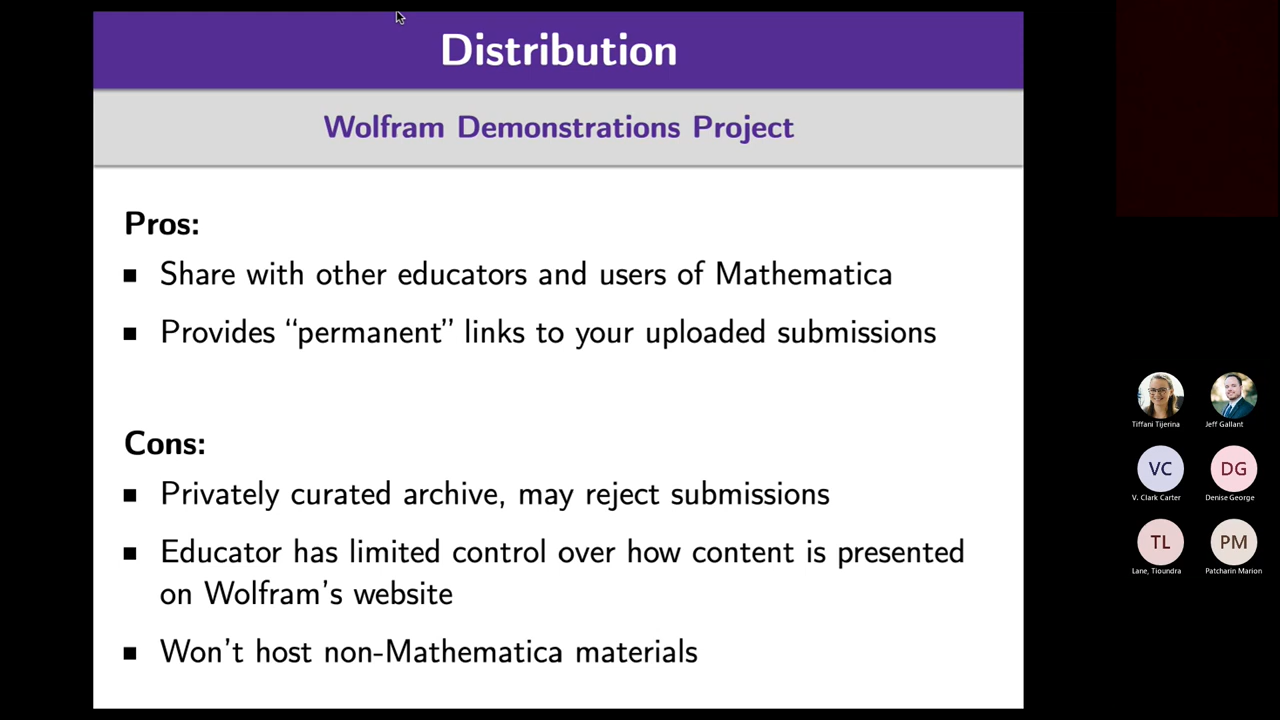 Distribution
Wolfram Demonstrations Project
Pros:
■ Share with other educators and users of Mathematica
■ Provides “permanent” links to your uploaded submissions
Cons:
■ Privately curated archive, may reject submissions
■ Educator has limited control over how content is presented
on Wolfram's website
■ Won't host non-Mathematica materials
Tiffani Tijerina
Jeff Gallant
VC
DG
V. Clark Carter
Denise George
TL
PM
Lane, Tioundra
Patcharin Marion